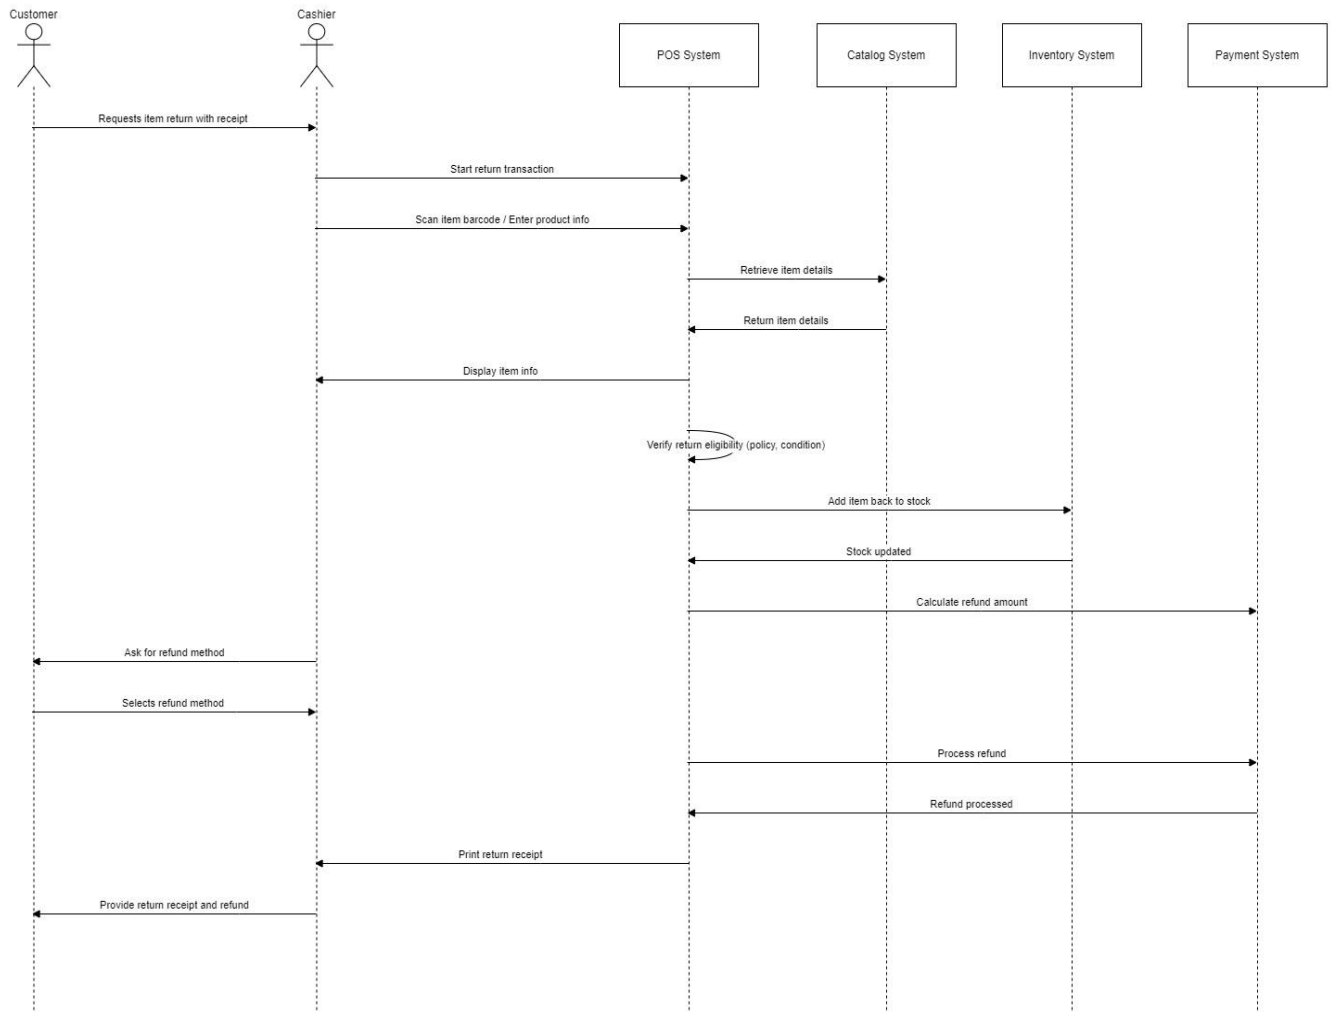 Customer
Cashier
POS System
Catalog System
Inventory System
Payment System
Requests item return with receipt
Start return transaction
Scan item barcode / Enter product info
Retrieve item details
Return item details
Display item info
Verify return eligibility (policy, condition)
Add item back to stock
Stock updated
Calculate refund amount
Ask for refund method
Selects refund method
Process refund
Refund processed
Print return receipt
Provide return receipt and refund